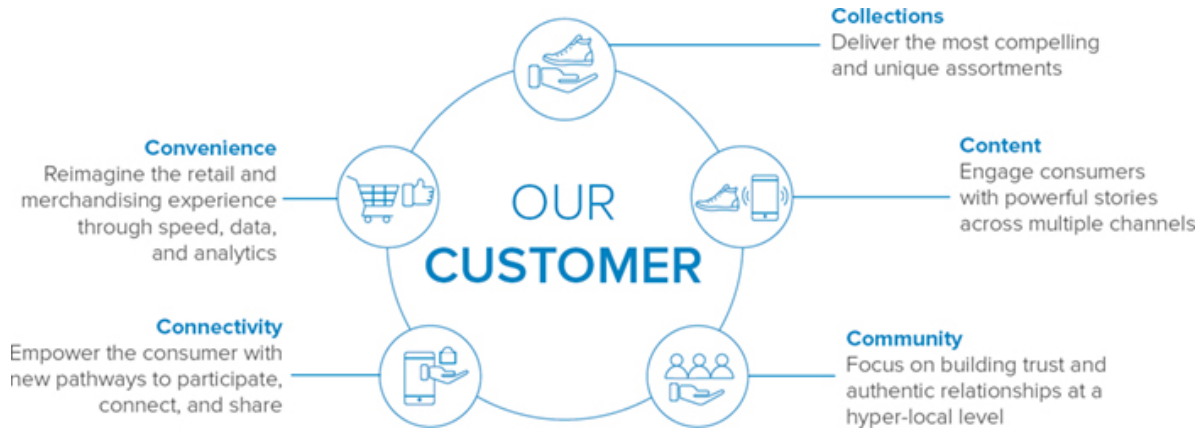 Collections
Deliver the most compelling
and unique assortments
Content
Engage consumers
with powerful stories
across multiple channels
Community
Focus on building trust and
authentic relationships at a
hyper-local level
Connectivity
Empower the consumer with
new pathways to participate,
connect, and share
Convenience
Reimagine the retail and
merchandising experience
through speed, data,
and analytics
OUR
CUSTOMER